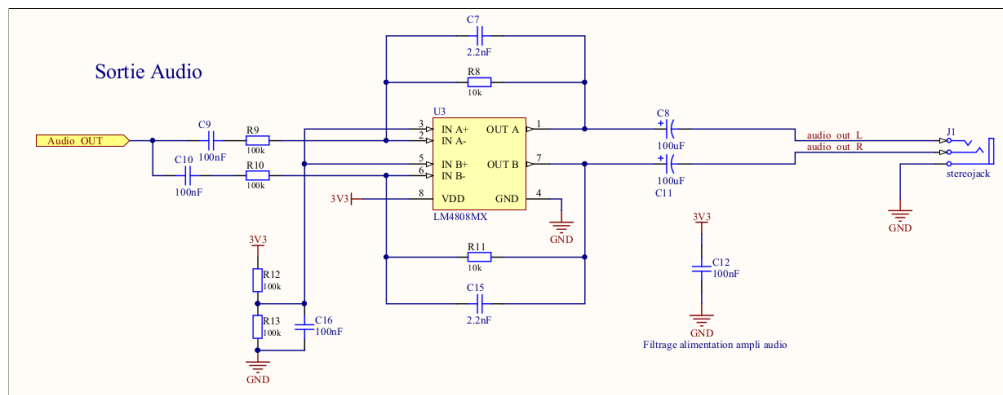 Sortie Audio
C7
2.2nF
R8
10k
U3
Audio OUT
C9
100nF
R9
100k
C10
100nF
R10
100k
3 IN A+ OUT A 1
2 IN A-
5 IN B+ OUT B 7
6 IN B-
8 VDD GND 4
3V3
LM4808MX
GND
C8
100uF
audio_out_L
audio_out_R
C11
100uF
J1
stereojack
GND
3V3
R12
100k
R13
100k
C16
100nF
GND
R11
10k
C15
2.2nF
3V3
C12
100nF
GND
Filtrage alimentation ampli audio